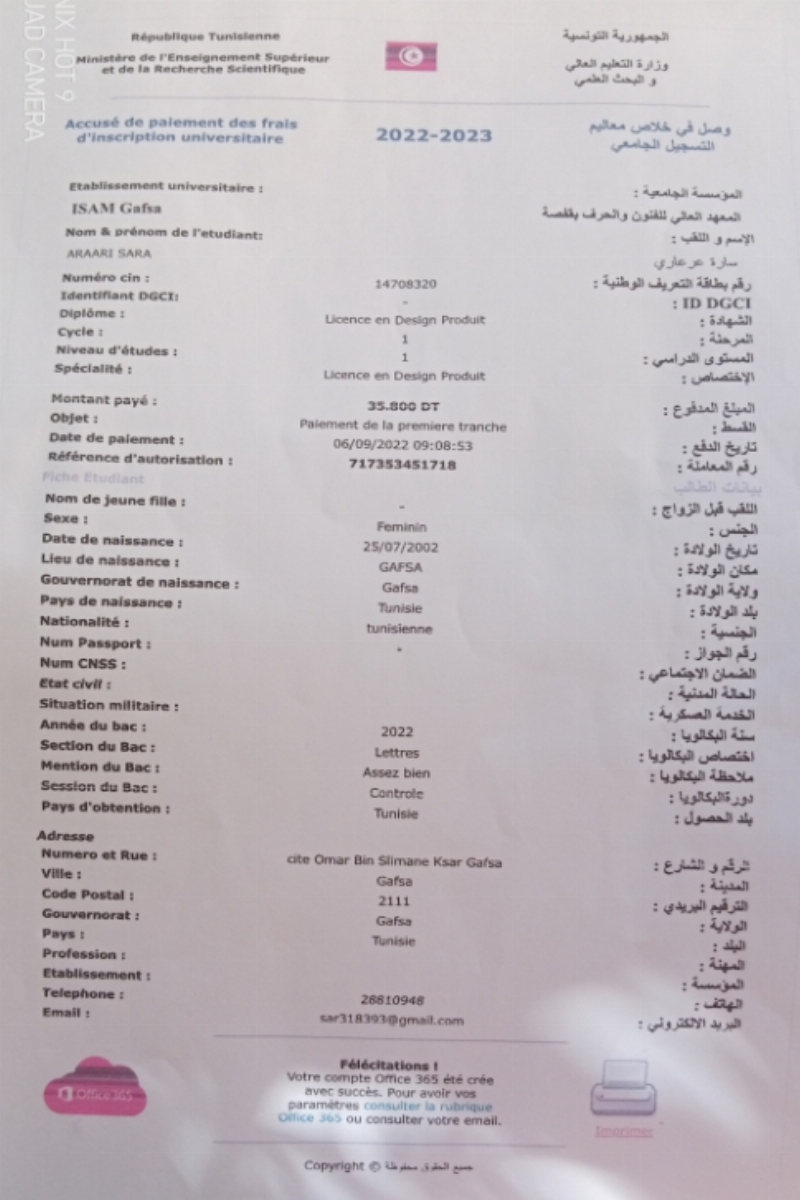 NIX HOT 9
UAD CAMERA
République Tunisienne
Ministère de l'Enseignement Supérieur
et de la Recherche Scientifique
الجمهورية التونسية
وزارة التعليم العالي
و البحث العلمي
Accusé de paiement des frais
d'inscription universitaire
2022-2023
وصل في خلاص معاليم
التسجيل الجامعي
Etablissement universitaire : المؤسسة الجامعية :
ISAM Gafsa المعهد العالي للفنون والحرف بقفصة
Nom & prénom de l'etudiant: الإسم و اللقب :
ARAARI SARA سارة عرعاري
Numéro cin : 14708320 رقم بطاقة التعريف الوطنية :
Identifiant DGCI: - ID DGCI :
Diplôme : Licence en Design Produit الشهادة :
Cycle : 1 المرحلة :
Niveau d'études : 1 المستوى الدراسي :
Spécialité : Licence en Design Produit الإختصاص :
Montant payé : 35.800 DT المبلغ المدفوع :
Objet : Paiement de la premiere tranche القسط :
Date de paiement : 06/09/2022 09:08:53 تاريخ الدفع :
Référence d'autorisation : 717353451718 رقم المعاملة :
Fiche Etudiant بيانات الطالب
Nom de jeune fille : - اللقب قبل الزواج :
Sexe : Feminin الجنس :
Date de naissance : 25/07/2002 تاريخ الولادة :
Lieu de naissance : GAFSA مكان الولادة :
Gouvernorat de naissance : Gafsa ولاية الولادة :
Pays de naissance : Tunisie بلد الولادة :
Nationalité : tunisienne الجنسية :
Num Passport : - رقم الجواز :
Num CNSS : الضمان الاجتماعي :
Etat civil : الحالة المدنية :
Situation militaire : الخدمة العسكرية :
Année du bac : 2022 سنة البكالوريا :
Section du Bac : Lettres اختصاص البكالوريا :
Mention du Bac : Assez bien ملاحظة البكالوريا :
Session du Bac : Controle دورةالبكالوريا :
Pays d'obtention : Tunisie بلد الحصول :
Adresse
Numero et Rue : cite Omar Bin Slimane Ksar Gafsa الرقم و الشارع :
Ville : Gafsa المدينة :
Code Postal : 2111 الترقيم البريدي :
Gouvernorat : Gafsa الولاية :
Pays : Tunisie البلد :
Profession : المهنة :
Etablissement : المؤسسة :
Telephone : 28810948 الهاتف :
Email : sar318393@gmail.com البريد الالكتروني :
Félécitations !
Votre compte Office 365 été crée
avec succès. Pour avoir vos
paramètres consulter la rubrique
Office 365 ou consulter votre email.
Office 365
Imprimer
Copyright © جميع الحقوق محفوظة